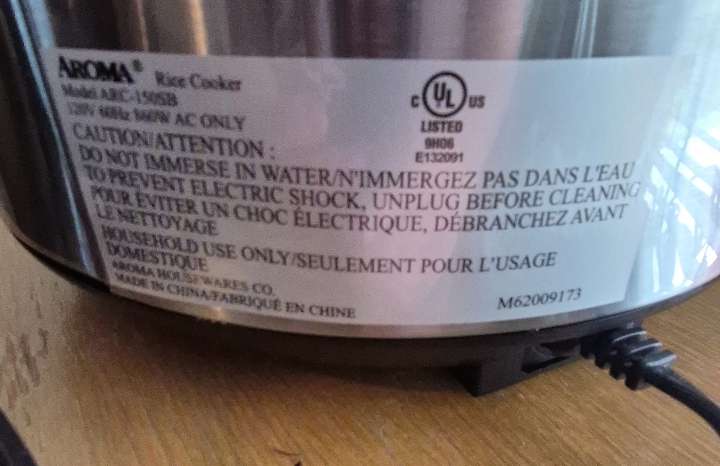 AROMA® Rice Cooker
Model ARC-150SB
120V 60Hz 860W AC ONLY
CAUTION/ATTENTION :
DO NOT IMMERSE IN WATER/N'IMMERGEZ PAS DANS L'EAU
TO PREVENT ELECTRIC SHOCK, UNPLUG BEFORE CLEANING
POUR ÉVITER UN CHOC ÉLECTRIQUE, DÉBRANCHEZ AVANT
LE NETTOYAGE
HOUSEHOLD USE ONLY/SEULEMENT POUR L'USAGE
DOMESTIQUE
AROMA HOUSEWARES CO.
MADE IN CHINA/FABRIQUÉ EN CHINE
M62009173
C UL US
LISTED
9H06
E132091